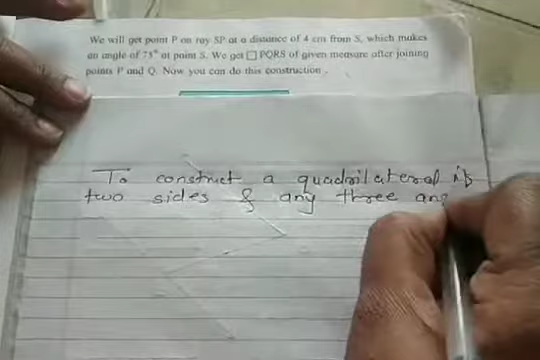 We will get point P on ray SP at a distance of 4 cm from S, which makes
an angle of 75° at point S. We get □ PQRS of given measure after joining
points P and Q. Now you can do this construction.
To construct a quadrilateral if
two sides & any three ang